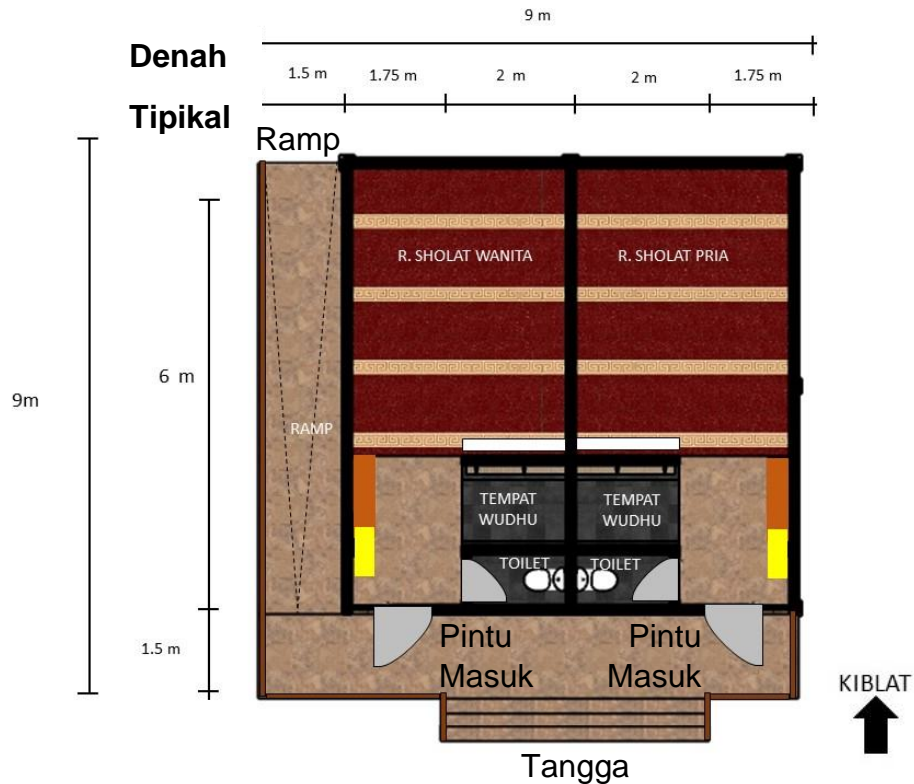 9 m
Denah
1.5 m
1.75 m
2 m
2 m
1.75 m
Tipikal
Ramp
R. SHOLAT WANITA
R. SHOLAT PRIA
6 m
9m
RAMP
TEMPAT
WUDHU
TEMPAT
WUDHU
TOILET
TOILET
1.5 m
Pintu
Masuk
Pintu
Masuk
KIBLAT
Tangga